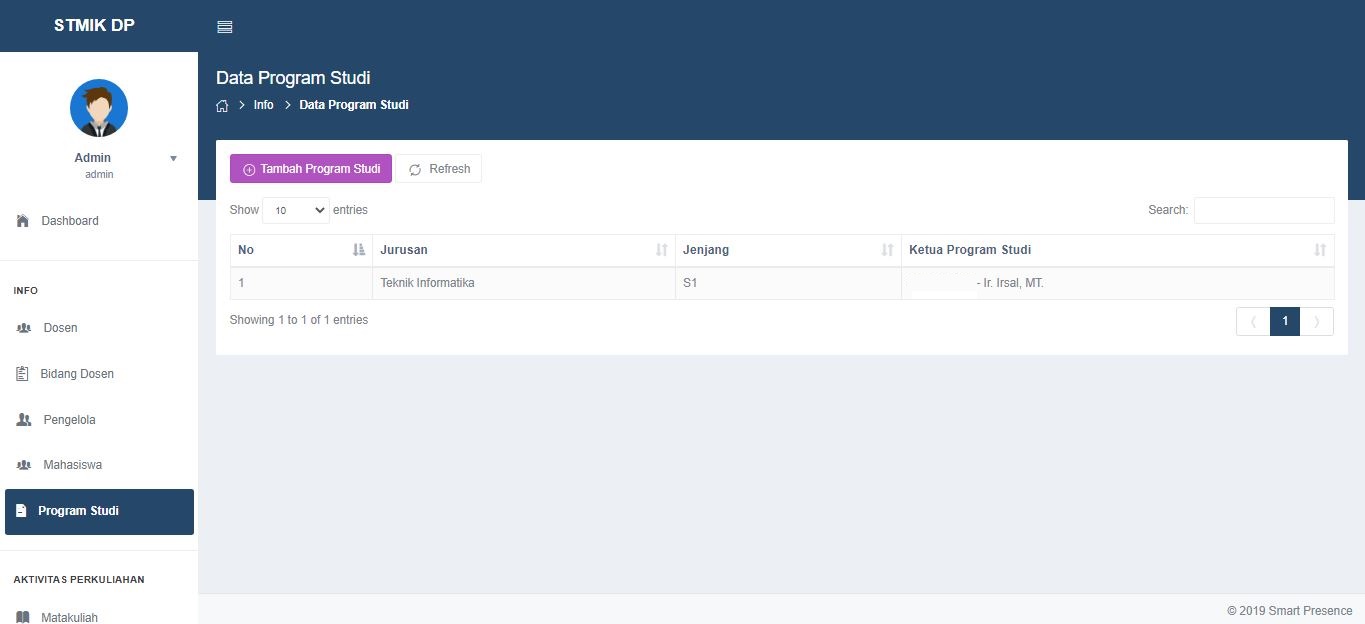 STMIK DP
Admin
admin
Dashboard
INFO
Dosen
Bidang Dosen
Pengelola
Mahasiswa
Program Studi
AKTIVITAS PERKULIAHAN
Matakuliah
Data Program Studi
Info
Data Program Studi
Tambah Program Studi Refresh
Show 10 entries Search:
No Jurusan Jenjang Ketua Program Studi
1 Teknik Informatika S1 - Ir. Irsal, MT.
Showing 1 to 1 of 1 entries
1
© 2019 Smart Presence